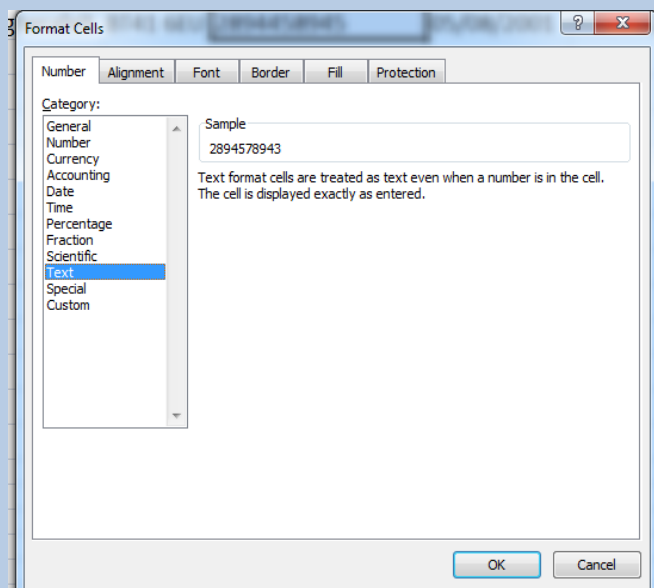 Format Cells
Number Alignment Font Border Fill Protection
Category:
General
Number
Currency
Accounting
Date
Time
Percentage
Fraction
Scientific
Text
Special
Custom
Sample
2894578943
Text format cells are treated as text even when a number is in the cell.
The cell is displayed exactly as entered.
OK Cancel